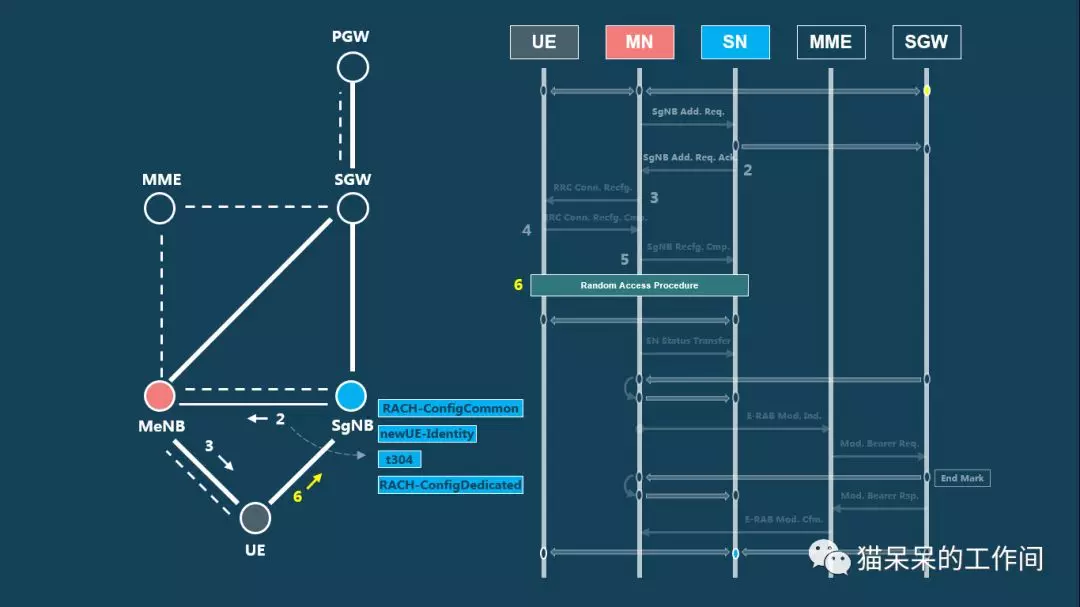 PGW
MME
SGW
MeNB
SgNB
2
3
6
UE
RACH-ConfigCommon
newUE-Identity
t304
RACH-ConfigDedicated
UE
MN
SN
MME
SGW
SgNB Add. Req.
SgNB Add. Req. Ack.
2
RRC Conn. Recfg.
3
RRC Conn. Recfg. Cmp.
4
SgNB Recfg. Cmp.
5
6
Random Access Procedure
SN Status Transfer
E-RAB Mod. Ind.
Mod. Bearer Req.
End Mark
Mod. Bearer Rsp.
E-RAB Mod. Cfm.
猫呆呆的工作间